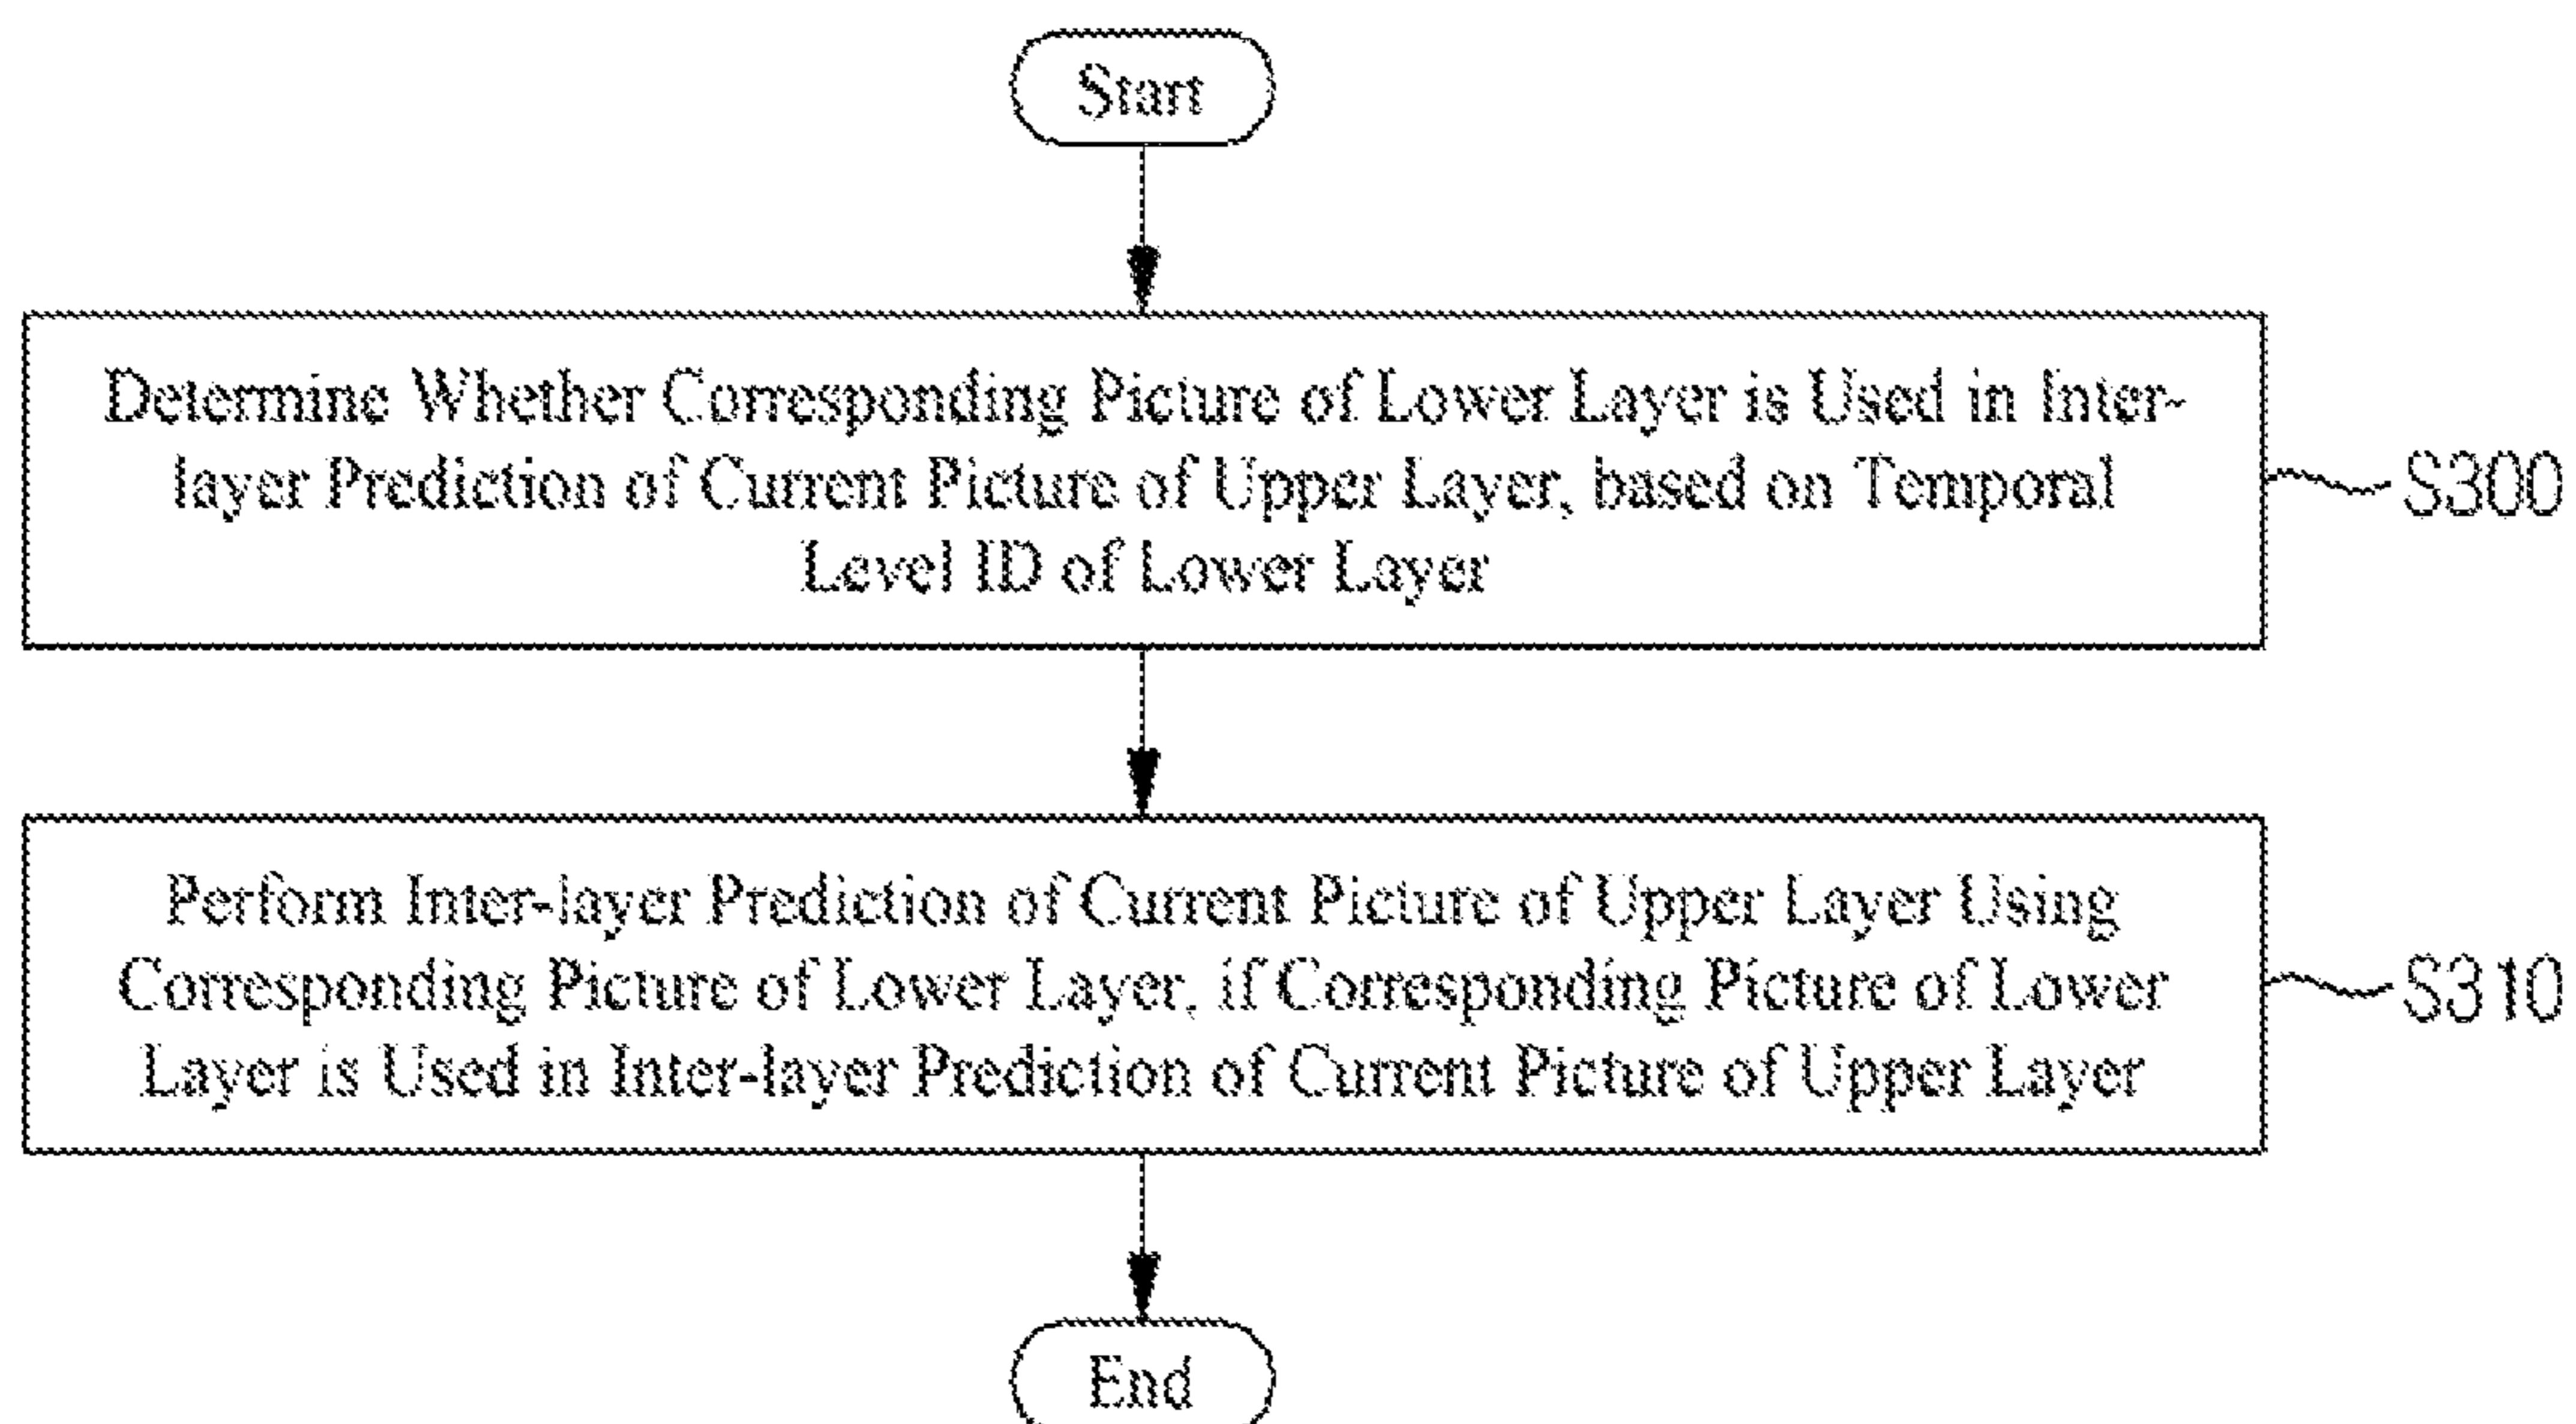 Start
Determine Whether Corresponding Picture of Lower Layer is Used in Inter-
layer Prediction of Current Picture of Upper Layer, based on Temporal
Level ID of Lower Layer
S300
Perform Inter-layer Prediction of Current Picture of Upper Layer Using
Corresponding Picture of Lower Layer, if Corresponding Picture of Lower
Layer is Used in Inter-layer Prediction of Current Picture of Upper Layer
S310
End